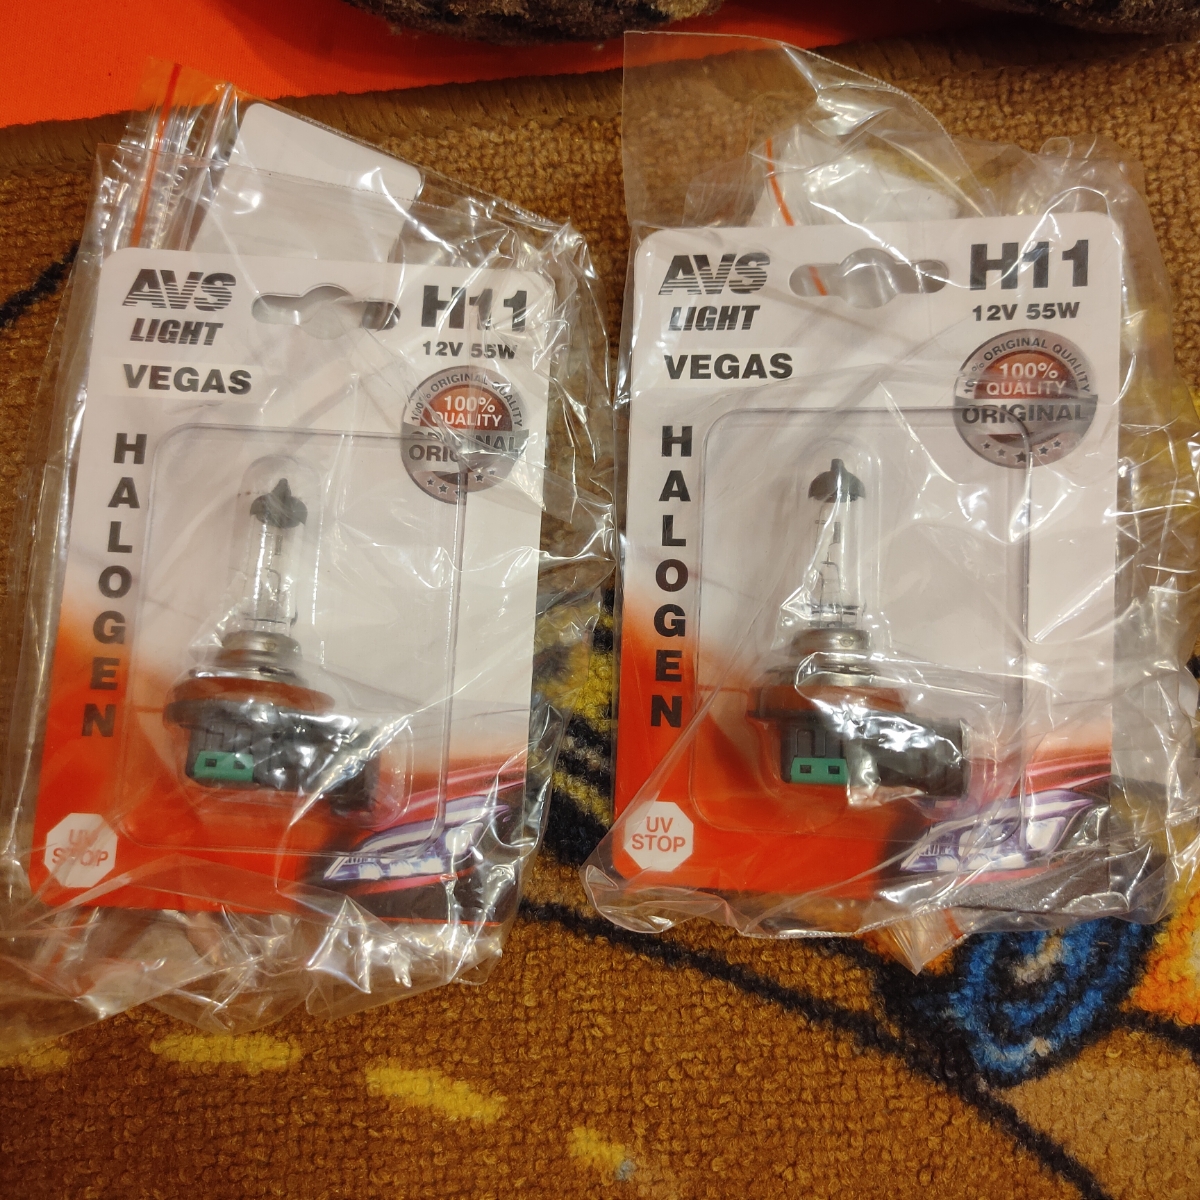 AVS
LIGHT
VEGAS
H11
12V 55W
100% ORIGINAL QUALITY
100%
QUALITY
ORIGINAL
HALOGEN
UV
STOP
AVS
LIGHT
VEGAS
H11
12V 55W
ORIGINAL QUALITY
100%
QUALITY
ORIGINAL
HALOGEN
UV
STOP